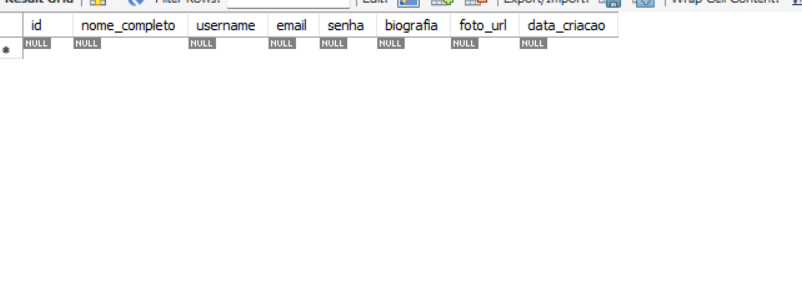 Result Grid Filter Rows: Edit: Export/Import: Wrap Cell Content:
id nome_completo username email senha biografia foto_url data_criacao
NULL NULL NULL NULL NULL NULL NULL NULL